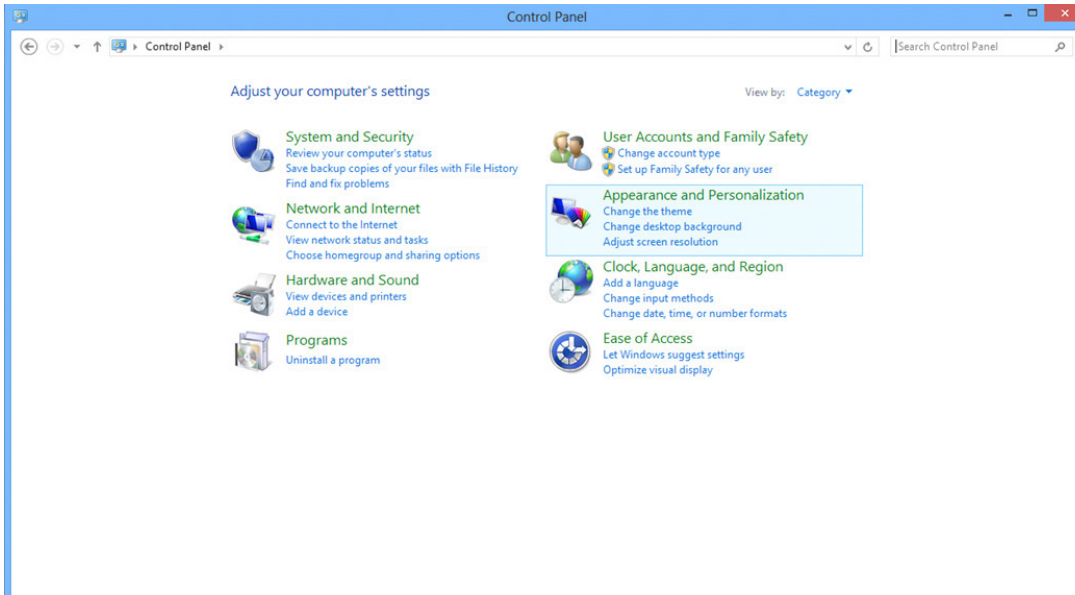 Control Panel
Control Panel
Search Control Panel
Adjust your computer's settings
View by: Category
System and Security
Review your computer's status
Save backup copies of your files with File History
Find and fix problems
Network and Internet
Connect to the Internet
View network status and tasks
Choose homegroup and sharing options
Hardware and Sound
View devices and printers
Add a device
Programs
Uninstall a program
User Accounts and Family Safety
Change account type
Set up Family Safety for any user
Appearance and Personalization
Change the theme
Change desktop background
Adjust screen resolution
Clock, Language, and Region
Add a language
Change input methods
Change date, time, or number formats
Ease of Access
Let Windows suggest settings
Optimize visual display